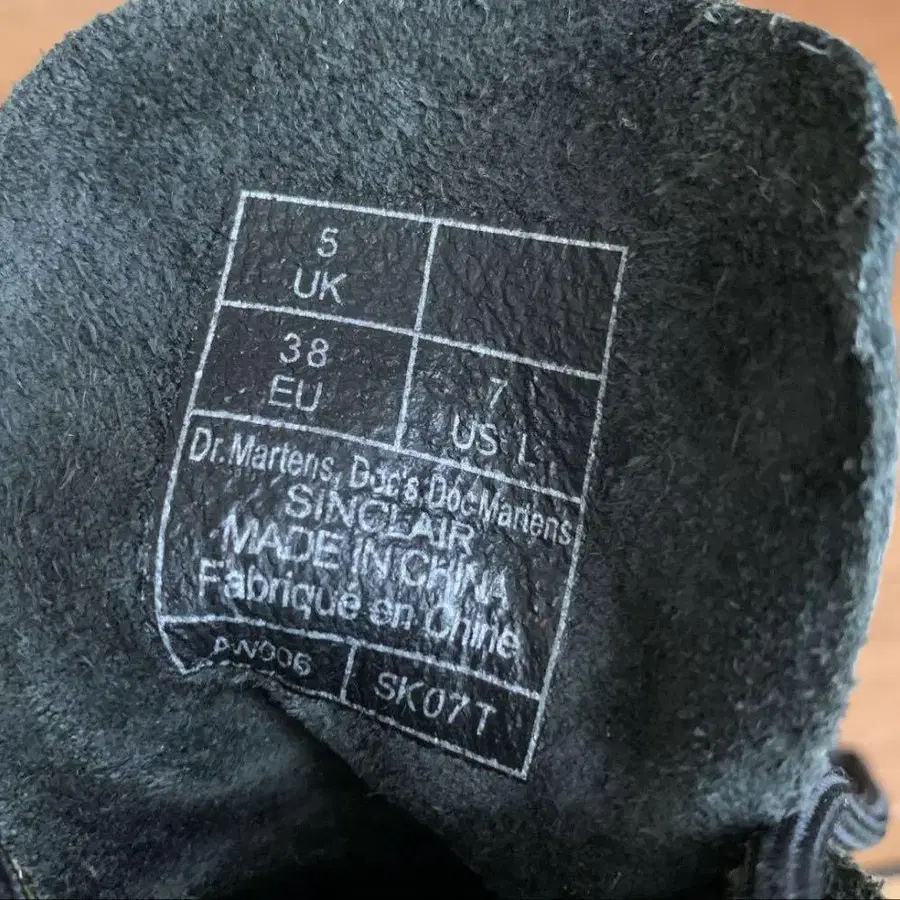 5
UK
38
EU
7
US L
Dr. Martens, Doc's, Doc Martens
SINCLAIR
MADE IN CHINA
Fabriqué en Chine
AN006
SK07T